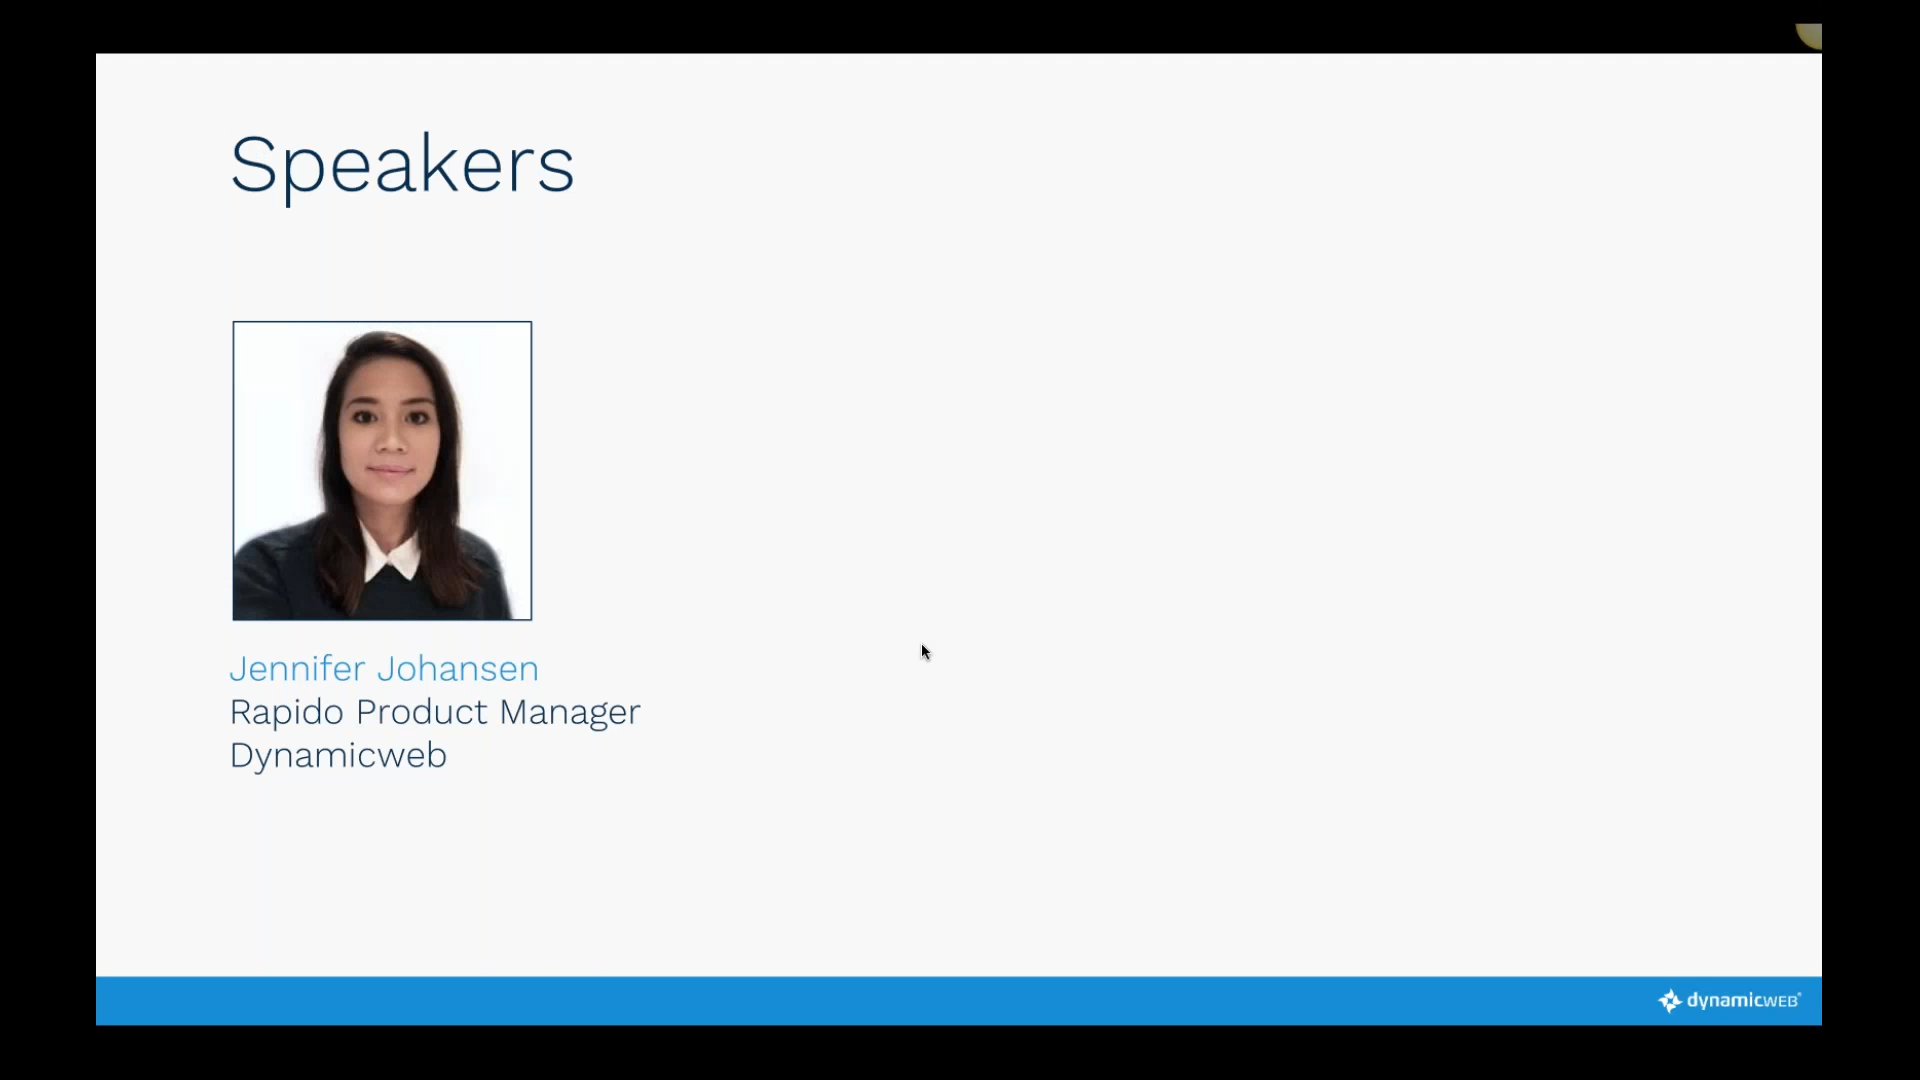 Speakers
Jennifer Johansen
Rapido Product Manager
Dynamicweb
dynamicWEB